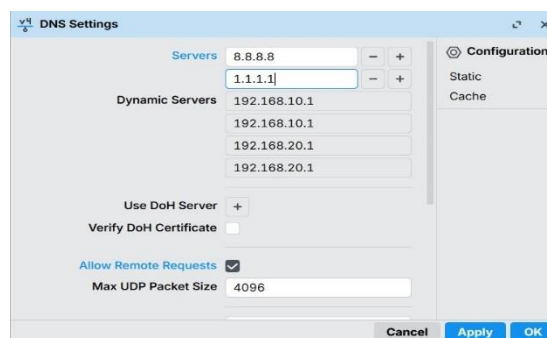 DNS Settings
Servers 8.8.8.8 - +
1.1.1.1 - +
Dynamic Servers 192.168.10.1
192.168.10.1
192.168.20.1
192.168.20.1
Use DoH Server +
Verify DoH Certificate
Allow Remote Requests
Max UDP Packet Size 4096
Configuration
Static
Cache
Cancel Apply OK